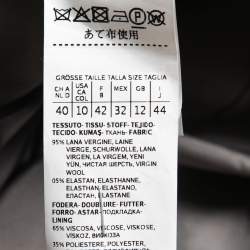 あて布使用
GRÖSSE TAILLE TALLA SIZE TAGLIA
CH A NL D
USA CA COL
F B
MEX
GB
I
40 10 42 32 12 44
TESSUTO-TISSU-STOFF-TEJIDO-
TECIDO-KUMAŞ-ТКАНЬ-FABRIC
95% LANA VERGINE, LAINE
VIERGE, SCHURWOLLE, LANA
VIRGEN, LÃ VIRGEM, YENI
YÜN, ЧИСТАЯ ШЕРСТЬ, VIRGIN
WOOL
05% ELASTAN, ELASTHANNE,
ELASTHAN, ELASTANO,
ELASTAN, ЭЛАСТАН, ELASTANE
FODERA-DOUBLURE-FUTTER-
FORRO-ASTAR-ПОДКЛАДКА-
LINING
65% VISCOSA, VISCOSE, VISKOSE,
VISKOZ, ВИСКОЗА
35% POLIESTERE, POLYESTER,